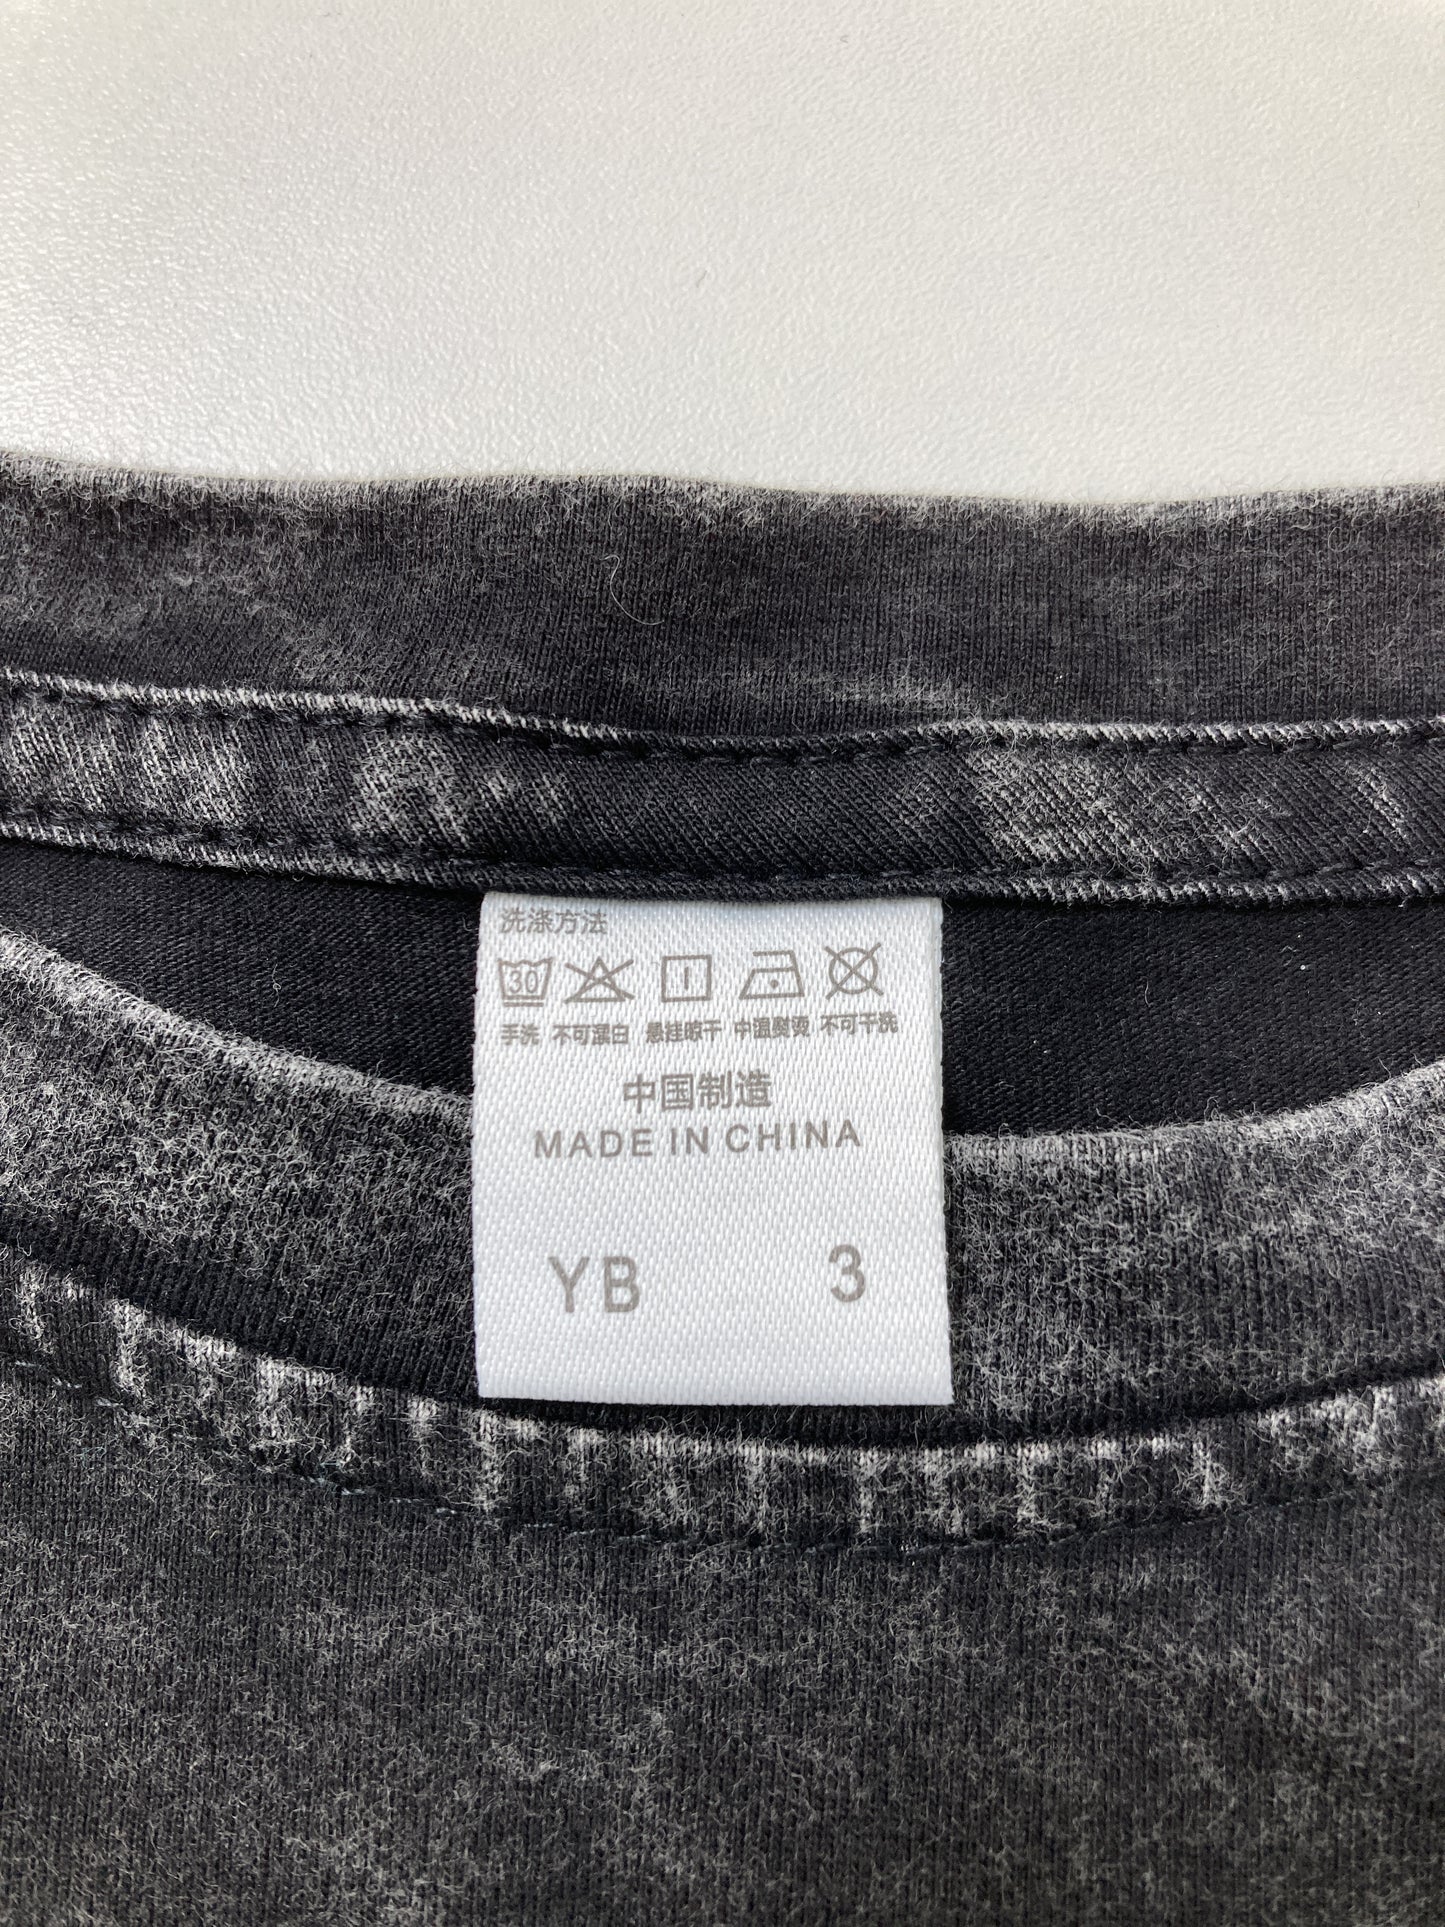 洗涤方法
30
手洗 不可漂白 悬挂晾干 中温熨烫 不可干洗
中国制造
MADE IN CHINA
YB 3